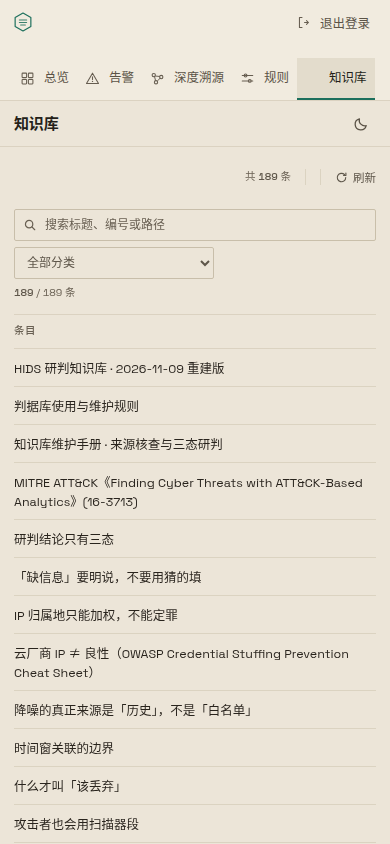 退出登录
总览
告警
深度溯源
规则
知识库
知识库
共 189 条
刷新
搜索标题、编号或路径
全部分类
189 / 189 条
条目
HIDS 研判知识库 · 2026-11-09 重建版
判据库使用与维护规则
知识库维护手册 · 来源核查与三态研判
MITRE ATT&CK《Finding Cyber Threats with ATT&CK-Based
Analytics》(16-3713)
研判结论只有三态
「缺信息」要明说，不要用猜的填
IP 归属地只能加权，不能定罪
云厂商 IP ≠ 良性（OWASP Credential Stuffing Prevention
Cheat Sheet）
降噪的真正来源是「历史」，不是「白名单」
时间窗关联的边界
什么才叫「该丢弃」
攻击者也会用扫描器段